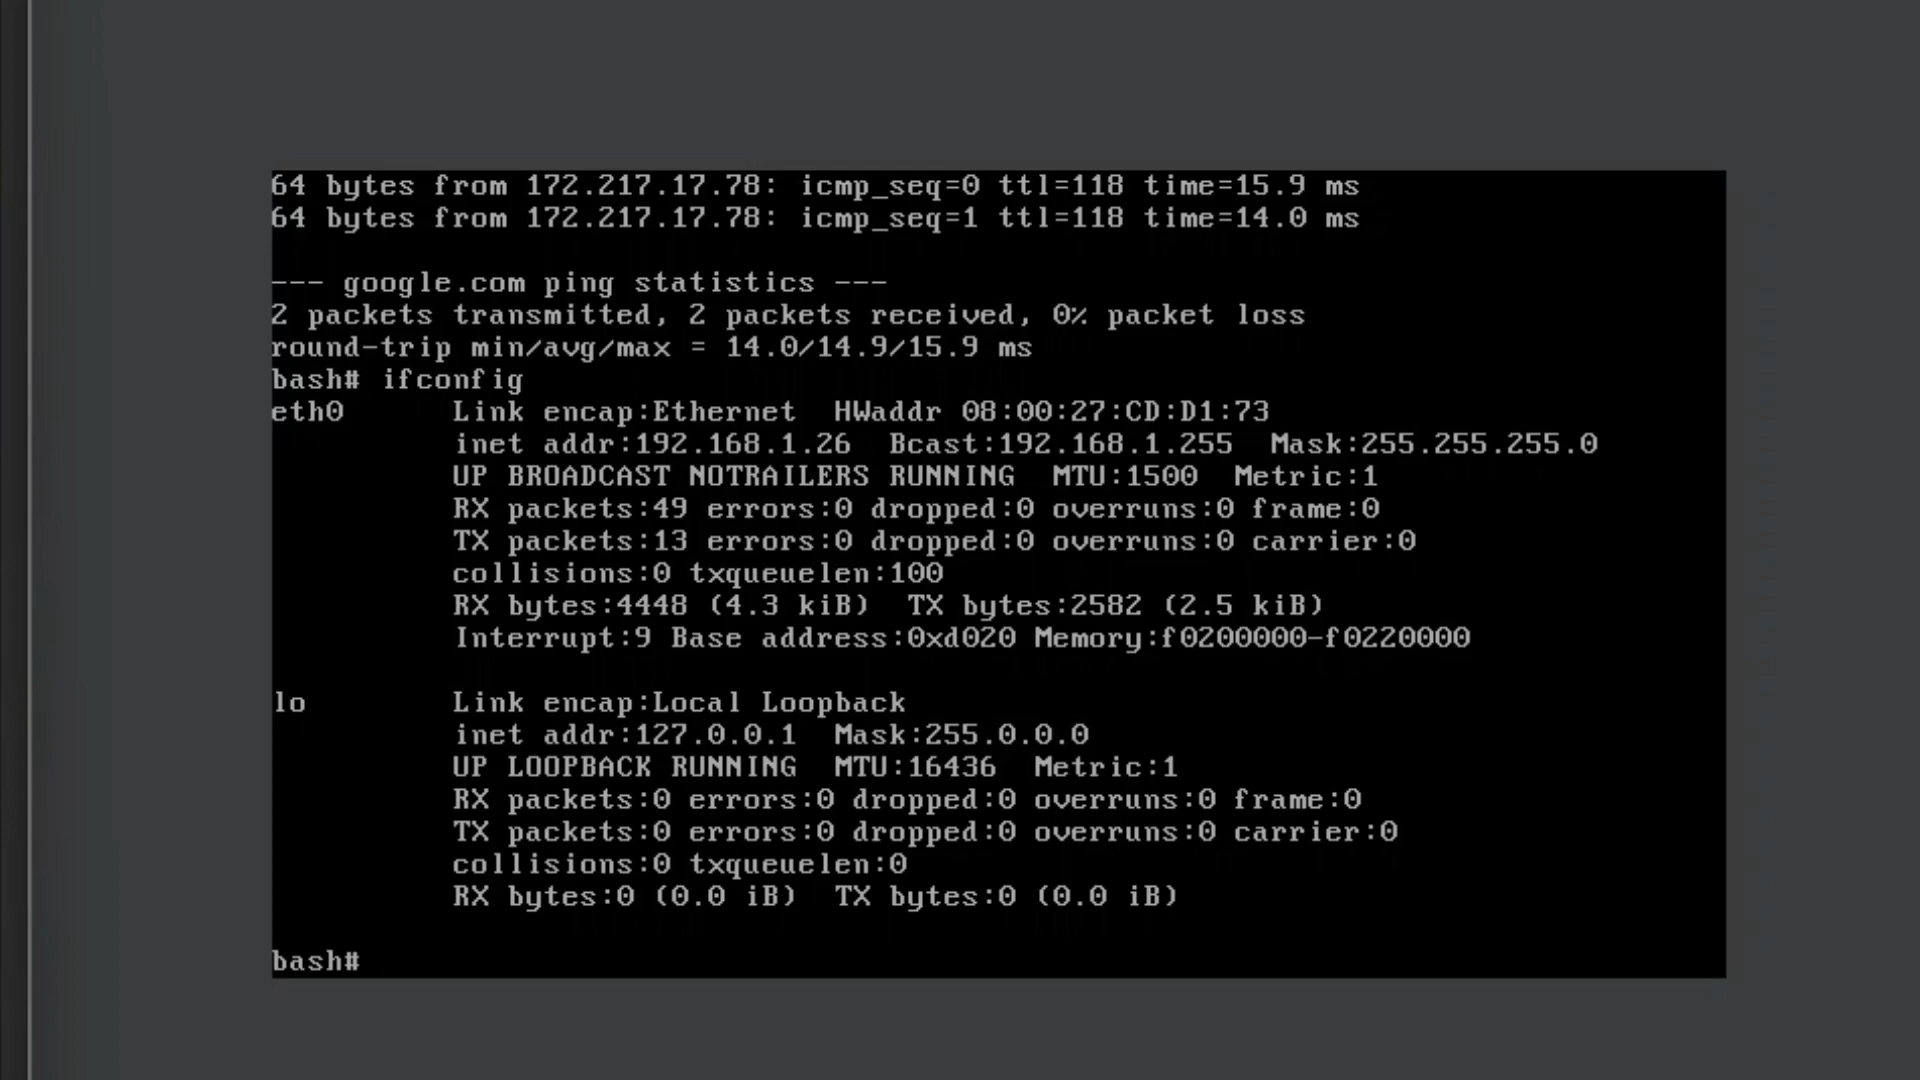 64 bytes from 172.217.17.78: icmp_seq=0 ttl=118 time=15.9 ms
64 bytes from 172.217.17.78: icmp_seq=1 ttl=118 time=14.0 ms
--- google.com ping statistics ---
2 packets transmitted, 2 packets received, 0% packet loss
round-trip min/avg/max = 14.0/14.9/15.9 ms
bash# ifconfig
eth0      Link encap:Ethernet  HWaddr 08:00:27:CD:D1:73
          inet addr:192.168.1.26  Bcast:192.168.1.255  Mask:255.255.255.0
          UP BROADCAST NOTRAILERS RUNNING  MTU:1500  Metric:1
          RX packets:49 errors:0 dropped:0 overruns:0 frame:0
          TX packets:13 errors:0 dropped:0 overruns:0 carrier:0
          collisions:0 txqueuelen:100
          RX bytes:4448 (4.3 kiB)  TX bytes:2582 (2.5 kiB)
          Interrupt:9 Base address:0xd020 Memory:f0200000-f0220000
lo        Link encap:Local Loopback
          inet addr:127.0.0.1  Mask:255.0.0.0
          UP LOOPBACK RUNNING  MTU:16436  Metric:1
          RX packets:0 errors:0 dropped:0 overruns:0 frame:0
          TX packets:0 errors:0 dropped:0 overruns:0 carrier:0
          collisions:0 txqueuelen:0
          RX bytes:0 (0.0 iB)  TX bytes:0 (0.0 iB)
bash#